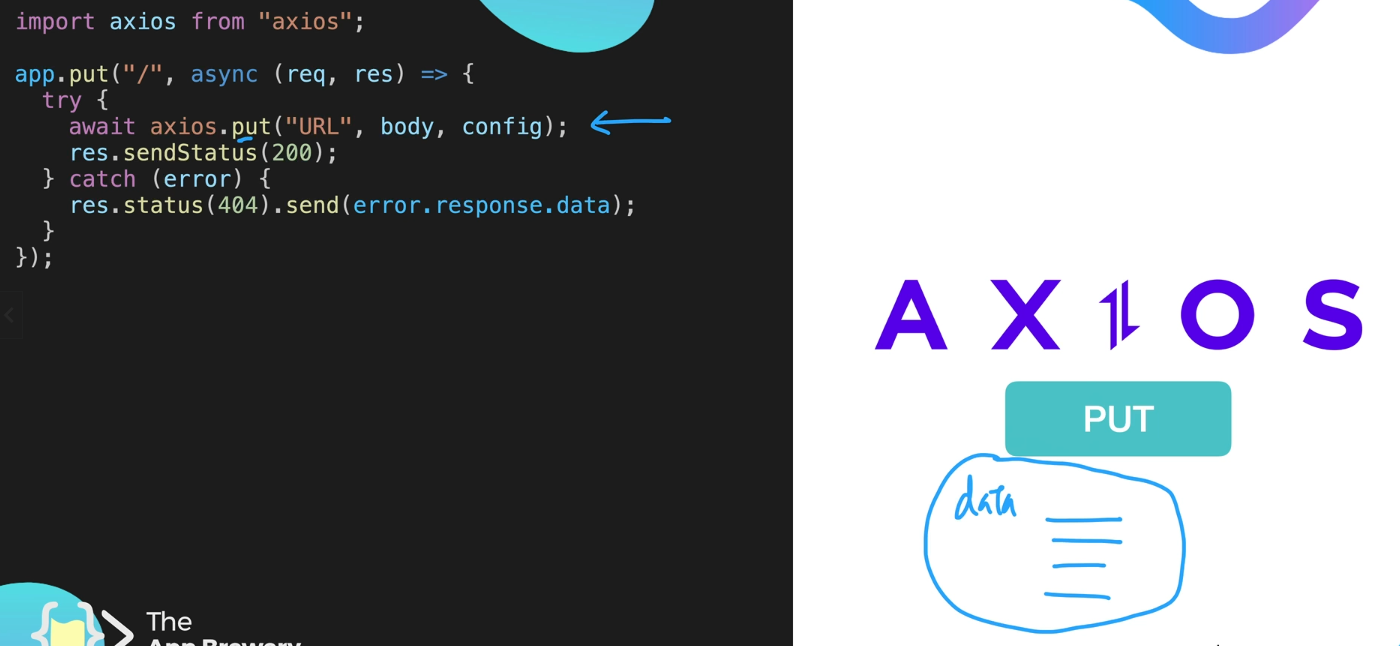 import axios from "axios";
app.put("/", async (req, res) => {
  try {
    await axios.put("URL", body, config);
    res.sendStatus(200);
  } catch (error) {
    res.status(404).send(error.response.data);
  }
});
AXIOS
PUT
data
The
App Brewery